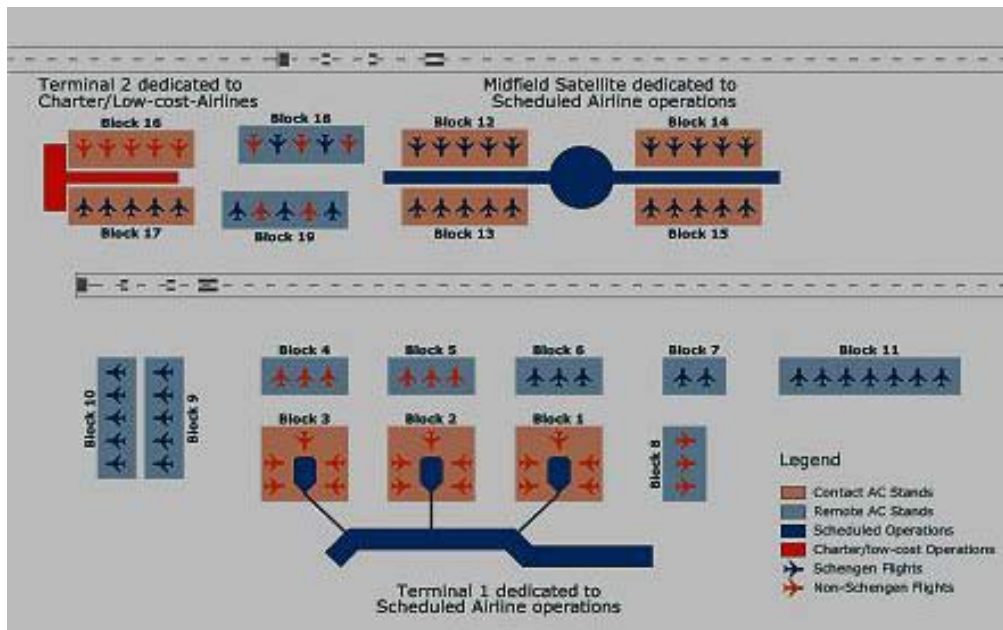 Terminal 2 dedicated to
Charter/Low-cost-Airlines
Midfield Satellite dedicated to
Scheduled Airline operations
Block 16
Block 18
Block 12
Block 14
Block 17
Block 19
Block 13
Block 15
Block 4
Block 5
Block 6
Block 7
Block 11
Block 10
Block 9
Block 3
Block 2
Block 1
Block 8
Legend
Contact AC Stands
Remote AC Stands
Scheduled Operations
Charter/low-cost Operations
Schengen Flights
Non-Schengen Flights
Terminal 1 dedicated to
Scheduled Airline operations